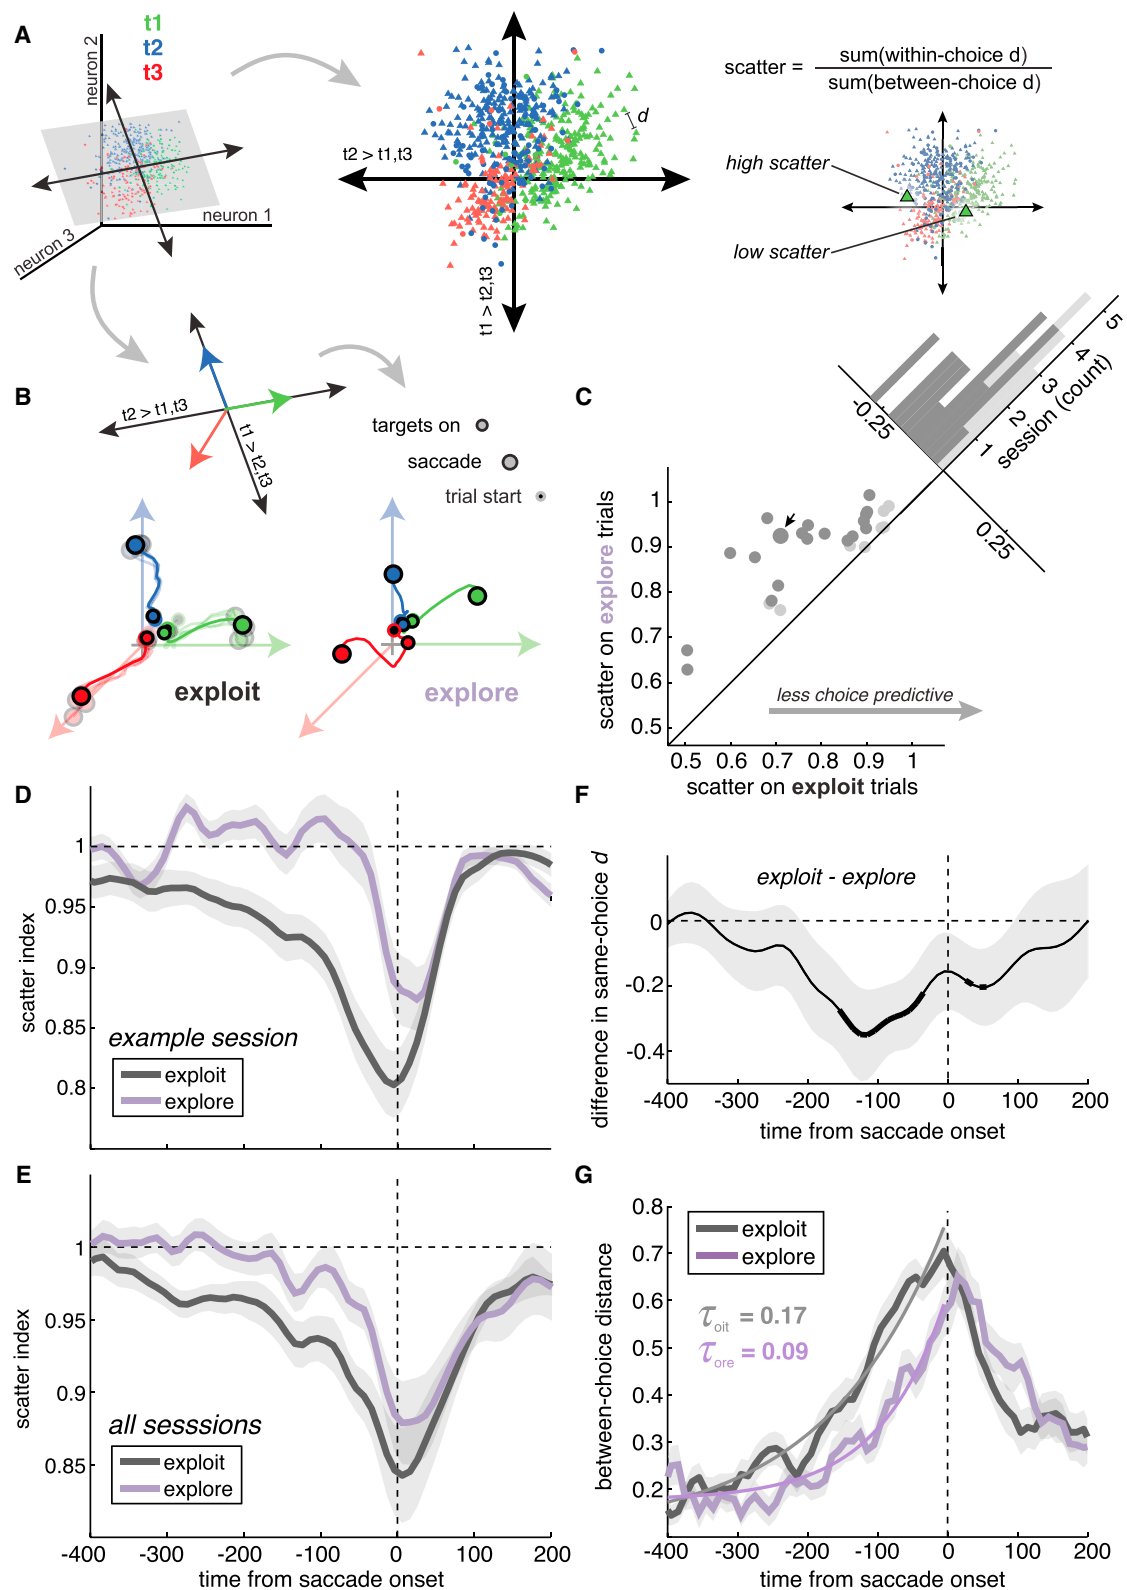 A
t1
t2
t3
neuron 2
neuron 1
neuron 3
t2 > t1,t3
t1 > t2,t3
d
scatter = sum(within-choice d)
sum(between-choice d)
high scatter
low scatter
B
t2 > t1,t3
t1 > t2,t3
targets on
saccade
trial start
exploit
explore
C
-0.25
0.25
1
2
3
4
5
session (count)
scatter on explore trials
1
0.9
0.8
0.7
0.6
0.5
less choice predictive
0.5 0.6 0.7 0.8 0.9 1
scatter on exploit trials
D
scatter index
1
0.95
0.9
0.85
0.8
example session
exploit
explore
E
scatter index
1
0.95
0.9
0.85
all sesssions
exploit
explore
-400 -300 -200 -100 0 100 200
time from saccade onset
F
difference in same-choice d
exploit - explore
0
-0.2
-0.4
-400 -300 -200 -100 0 100 200
time from saccade onset
G
between-choice distance
0.8
0.7
0.6
0.5
0.4
0.3
0.2
exploit
explore
τoit = 0.17
τore = 0.09
-400 -300 -200 -100 0 100 200
time from saccade onset